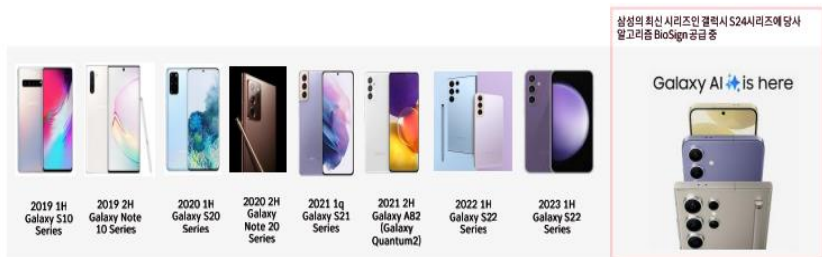 삼성의 최신 시리즈인 갤럭시 S24시리즈에 당사
알고리즘 BioSign 공급 중
Galaxy AI is here
2019 1H
Galaxy S10
Series
2019 2H
Galaxy Note
10 Series
2020 1H
Galaxy S20
Series
2020 2H
Galaxy
Note 20
Series
2021 1q
Galaxy S21
Series
2021 2H
Galaxy A82
(Galaxy
Quantum2)
2022 1H
Galaxy S22
Series
2023 1H
Galaxy S22
Series